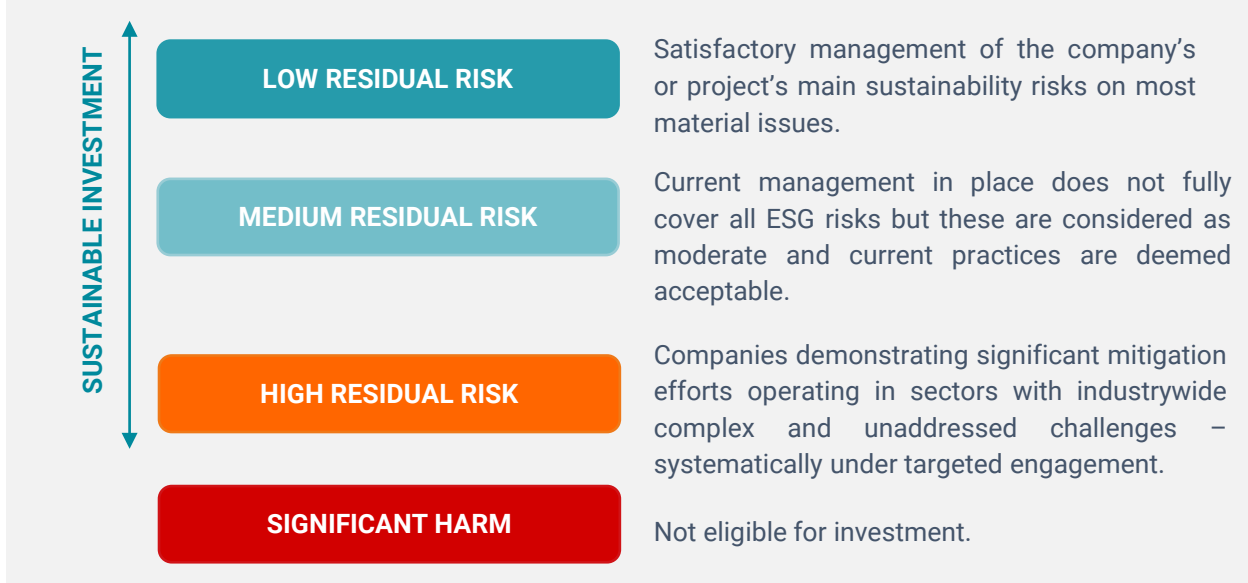 SUSTAINABLE INVESTMENT
LOW RESIDUAL RISK
Satisfactory management of the company’s
or project’s main sustainability risks on most
material issues.
MEDIUM RESIDUAL RISK
Current management in place does not fully
cover all ESG risks but these are considered as
moderate and current practices are deemed
acceptable.
HIGH RESIDUAL RISK
Companies demonstrating significant mitigation
efforts operating in sectors with industrywide
complex and unaddressed challenges –
systematically under targeted engagement.
SIGNIFICANT HARM
Not eligible for investment.